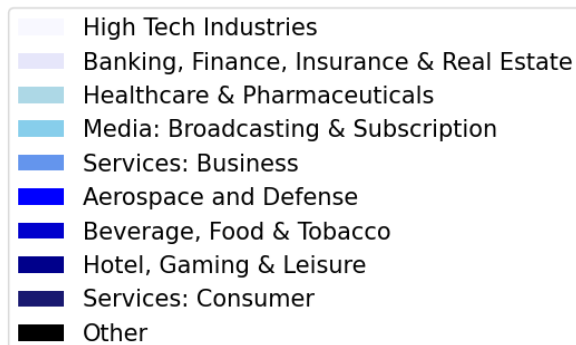 High Tech Industries
Banking, Finance, Insurance & Real Estate
Healthcare & Pharmaceuticals
Media: Broadcasting & Subscription
Services: Business
Aerospace and Defense
Beverage, Food & Tobacco
Hotel, Gaming & Leisure
Services: Consumer
Other